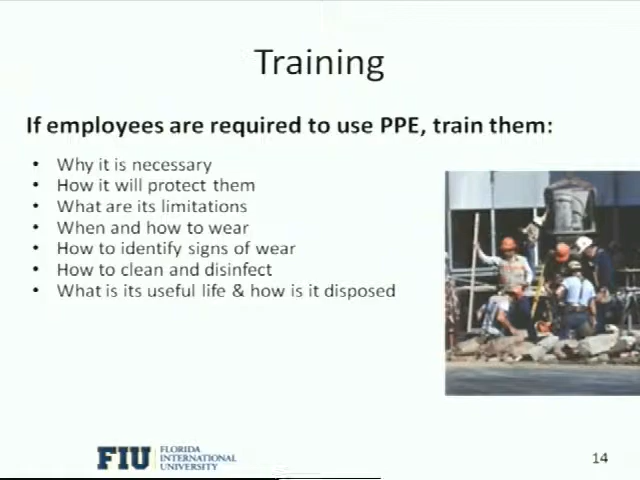 Training
If employees are required to use PPE, train them:
• Why it is necessary
• How it will protect them
• What are its limitations
• When and how to wear
• How to identify signs of wear
• How to clean and disinfect
• What is its useful life & how is it disposed
FIU
FLORIDA
INTERNATIONAL
UNIVERSITY
14